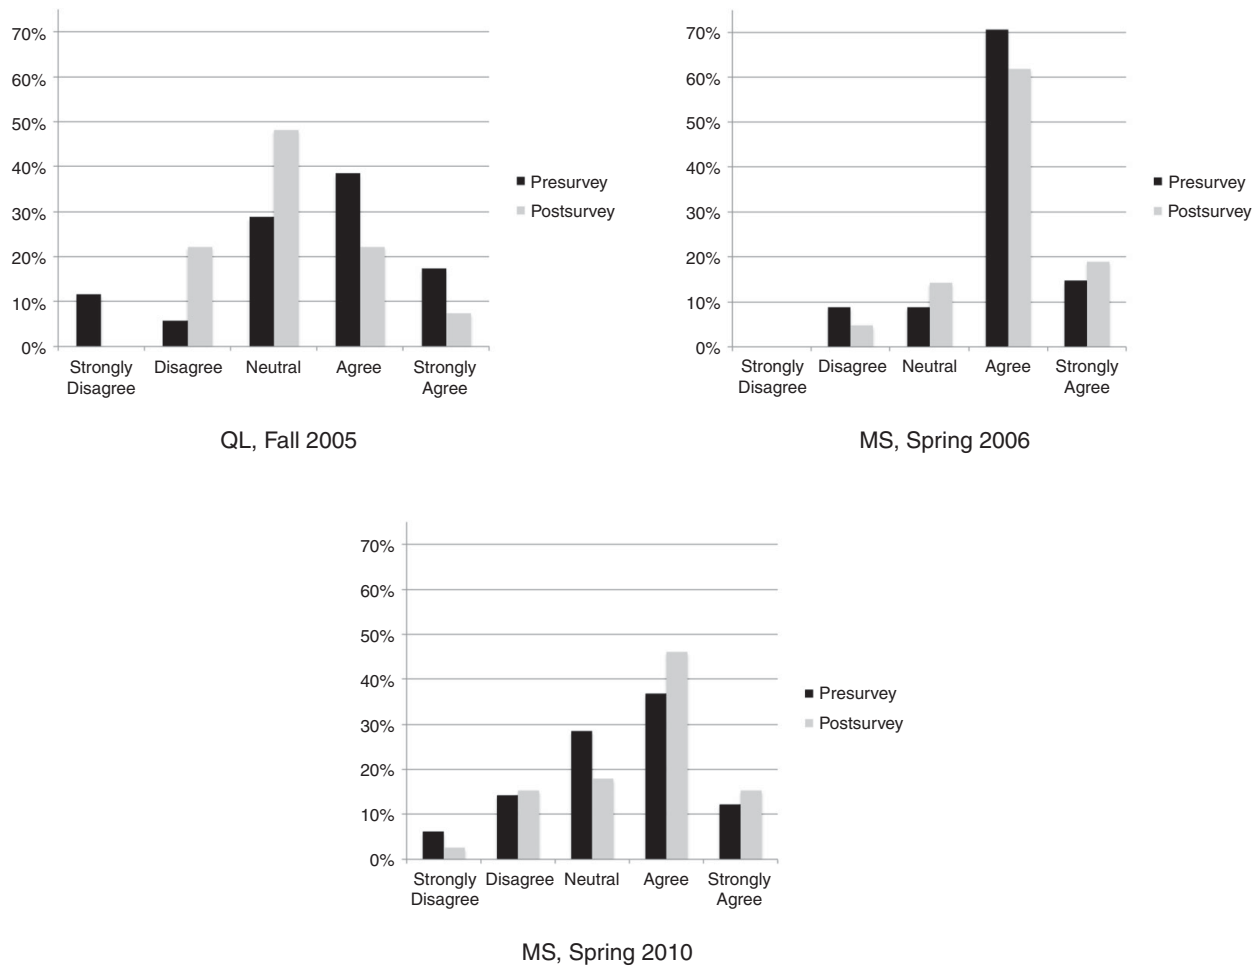 70%
60%
50%
40%
30%
20%
10%
0%
Strongly Disagree Neutral Agree Strongly
Disagree Agree
Presurvey
Postsurvey
QL, Fall 2005
70%
60%
50%
40%
30%
20%
10%
0%
Strongly Disagree Neutral Agree Strongly
Disagree Agree
Presurvey
Postsurvey
MS, Spring 2006
70%
60%
50%
40%
30%
20%
10%
0%
Strongly Disagree Neutral Agree Strongly
Disagree Agree
Presurvey
Postsurvey
MS, Spring 2010